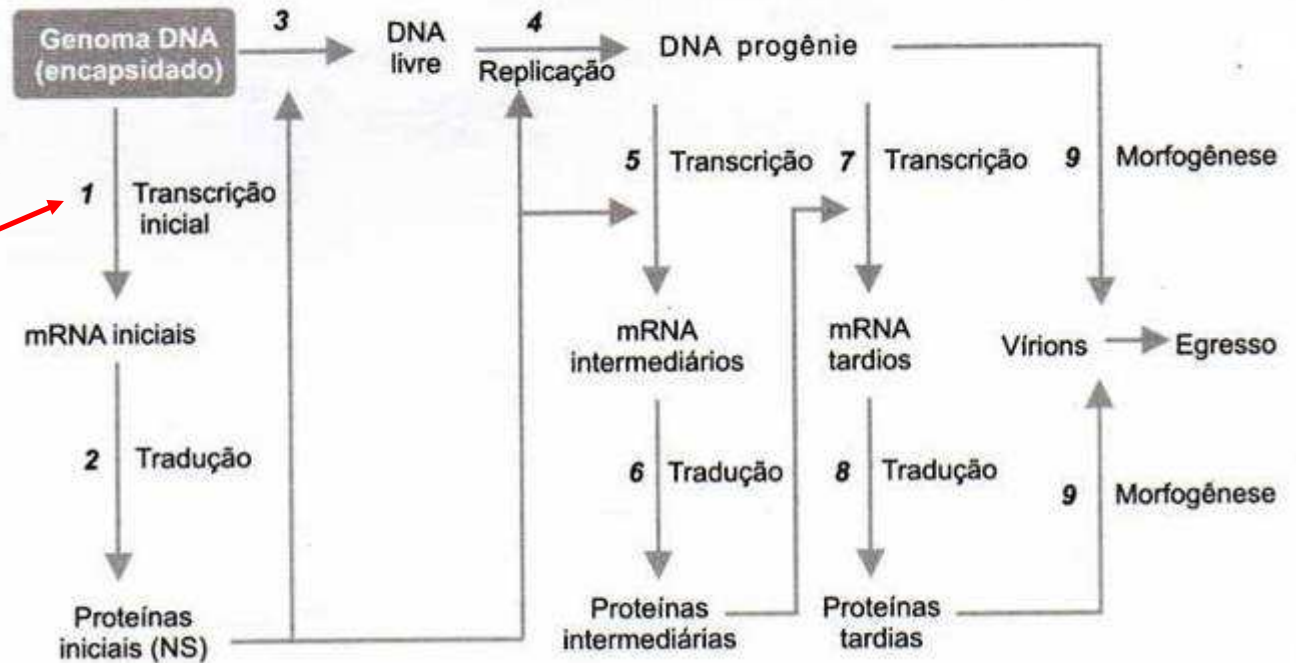 Genoma DNA
(encapsidado)
3
DNA
livre
4
Replicação
DNA progênie
1
Transcrição
inicial
5
Transcrição
7
Transcrição
9
Morfogênese
mRNA iniciais
mRNA
intermediários
mRNA
tardios
Vírions
Egresso
2
Tradução
6
Tradução
8
Tradução
9
Morfogênese
Proteínas
iniciais (NS)
Proteínas
intermediárias
Proteínas
tardias